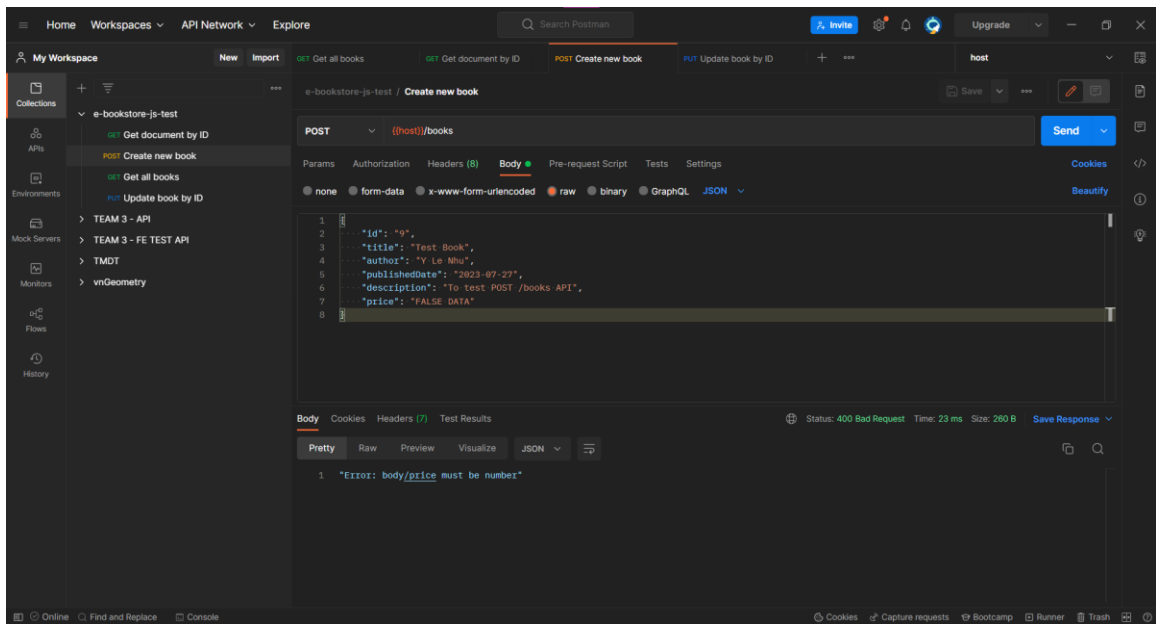 Home Workspaces API Network Explore Search Postman Invite Upgrade
My Workspace New Import GET Get all books GET Get document by ID POST Create new book PUT Update book by ID host
Collections
APIs
Environments
Mock Servers
Monitors
Flows
History
e-bookstore-js-test
GET Get document by ID
POST Create new book
GET Get all books
PUT Update book by ID
TEAM 3 - API
TEAM 3 - FE TEST API
TMDT
vnGeometry
e-bookstore-js-test / Create new book Save
POST {{host}}/books Send
Params Authorization Headers (8) Body Pre-request Script Tests Settings Cookies
none form-data x-www-form-urlencoded raw binary GraphQL JSON Beautify
1 {
2 "id": "9",
3 "title": "Test Book",
4 "author": "Y Le Nhu",
5 "publishedDate": "2023-07-27",
6 "description": "To test POST /books API",
7 "price": "FALSE DATA"
8 }
Body Cookies Headers (7) Test Results Status: 400 Bad Request Time: 23 ms Size: 260 B Save Response
Pretty Raw Preview Visualize JSON
1 "Error: body/price must be number"
Online Find and Replace Console Cookies Capture requests Bootcamp Runner Trash